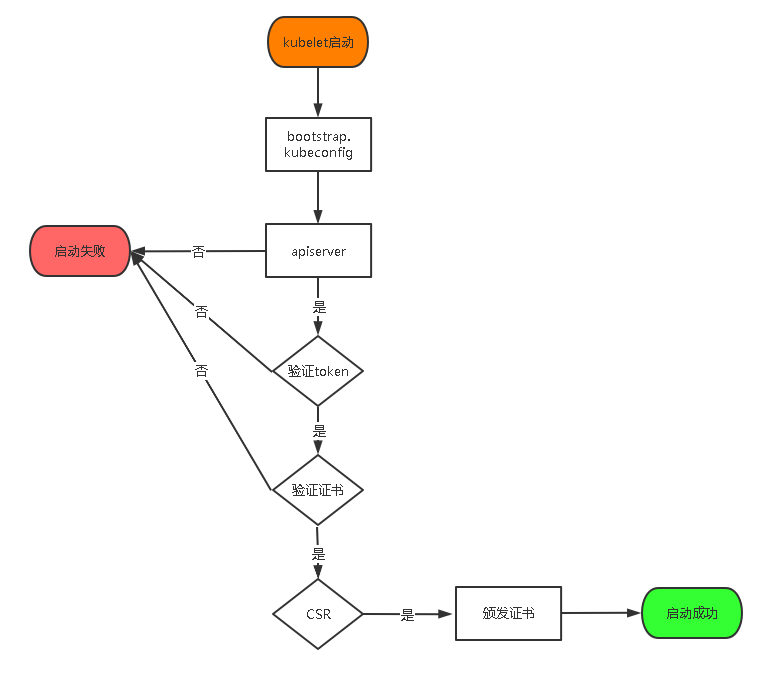 kubelet启动
bootstrap.
kubeconfig
启动失败
否
apiserver
是
否
验证token
否
是
验证证书
是
CSR
是
颁发证书
启动成功